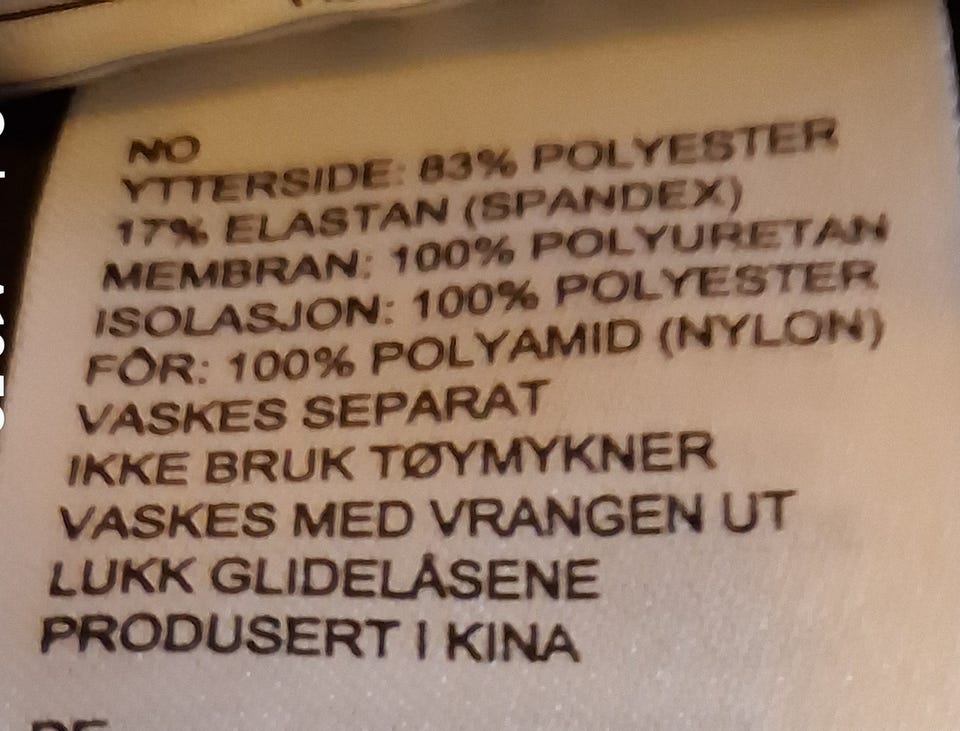 NO
YTTERSIDE: 83% POLYESTER
17% ELASTAN (SPANDEX)
MEMBRAN: 100% POLYURETAN
ISOLASJON: 100% POLYESTER
FÔR: 100% POLYAMID (NYLON)
VASKES SEPARAT
IKKE BRUK TØYMYKNER
VASKES MED VRANGEN UT
LUKK GLIDELÅSENE
PRODUSERT I KINA